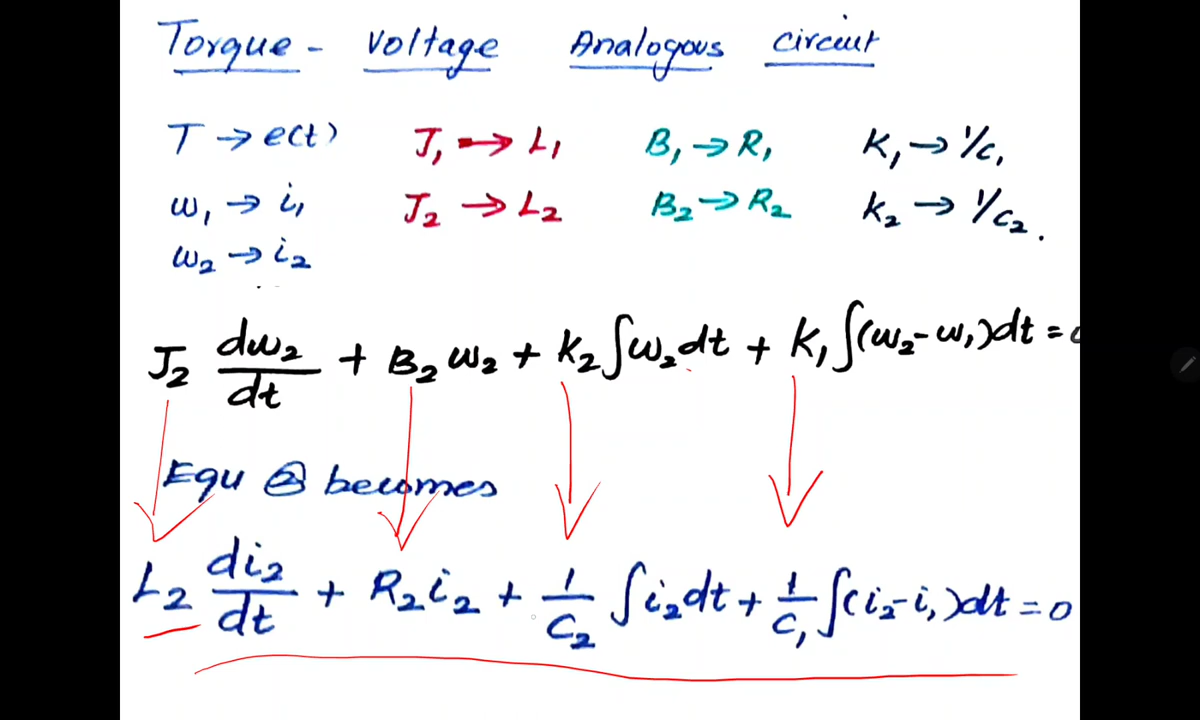 Torque - Voltage Analogous circuit
T → e(t) J₁ → L₁ B₁ → R₁ K₁ → 1/C₁
ω₁ → i₁ J₂ → L₂ B₂ → R₂ K₂ → 1/C₂.
ω₂ → i₂
J₂ dω₂/dt + B₂ω₂ + K₂∫ω₂dt + K₁∫(ω₂-ω₁)dt = 0
Equ ② becomes
L₂ di₂/dt + R₂i₂ + 1/C₂ ∫i₂dt + 1/C₁ ∫(i₂-i₁)dt = 0